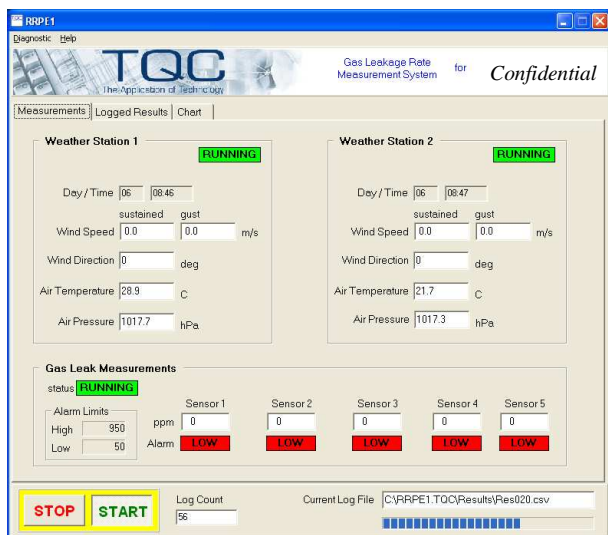 RRPE1
Diagnostic Help
TQC
The Application of Technology
Gas Leakage Rate
Measurement System
for
Confidential
Measurements Logged Results Chart
Weather Station 1
RUNNING
Day / Time 06 08:46
sustained gust
Wind Speed 0.0 0.0 m/s
Wind Direction 0 deg
Air Temperature 28.9 C
Air Pressure 1017.7 hPa
Weather Station 2
RUNNING
Day / Time 06 08:47
sustained gust
Wind Speed 0.0 0.0 m/s
Wind Direction 0 deg
Air Temperature 21.7 C
Air Pressure 1017.3 hPa
Gas Leak Measurements
status RUNNING
Alarm Limits
High 950
Low 50
Sensor 1 Sensor 2 Sensor 3 Sensor 4 Sensor 5
ppm 0 0 0 0 0
Alarm LOW LOW LOW LOW LOW
STOP START
Log Count
56
Current Log File C:\RRPE1.TQC\Results\Res020.csv